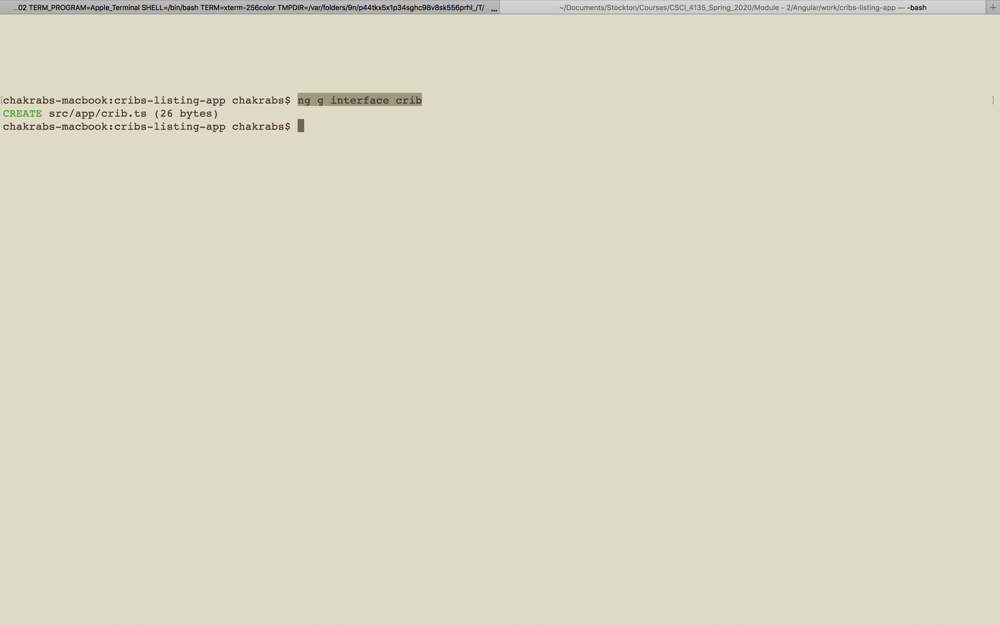 ...02 TERM_PROGRAM=Apple_Terminal SHELL=/bin/bash TERM=xterm-256color TMPDIR=/var/folders/9n/p44tkx5x1p34sghc98v8sk556prhl_/T/ ...
~/Documents/Stockton/Courses/CSCI_4135_Spring_2020/Module - 2/Angular/work/cribs-listing-app — -bash
[chakrabs-macbook:cribs-listing-app chakrabs$ ng g interface crib ]
CREATE src/app/crib.ts (26 bytes)
chakrabs-macbook:cribs-listing-app chakrabs$